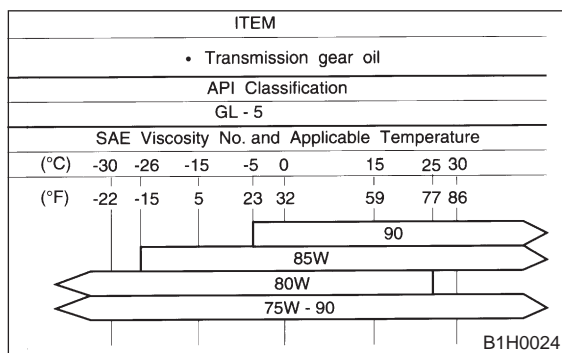 ITEM
• Transmission gear oil
API Classification
GL - 5
SAE Viscosity No. and Applicable Temperature
(°C) -30 -26 -15 -5 0 15 25 30
(°F) -22 -15 5 23 32 59 77 86
90
85W
80W
75W - 90
B1H0024